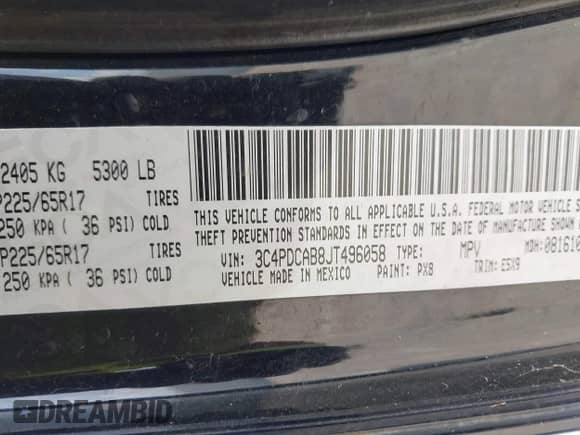 2405 KG 5300 LB
P225/65R17 TIRES
250 KPA ( 36 PSI) COLD
P225/65R17 TIRES
250 KPA ( 36 PSI) COLD
THIS VEHICLE CONFORMS TO ALL APPLICABLE U.S.A. FEDERAL MOTOR VEHICLE
THEFT PREVENTION STANDARDS IN EFFECT ON THE DATE OF MANUFACTURE SHOWN
VIN: 3C4PDCAB8JT496058 TYPE: MPV MDH: 081610
VEHICLE MADE IN MEXICO PAINT: PX8 TRIM: E5X9
DREAMBID